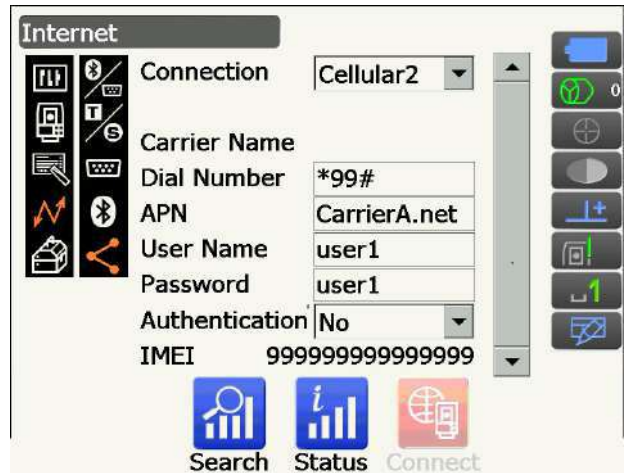 Internet
Connection Cellular2
0
Carrier Name
Dial Number *99#
APN CarrierA.net
User Name user1
Password user1
Authentication No
IMEI 999999999999999
Search Status Connect
T
S
i
1